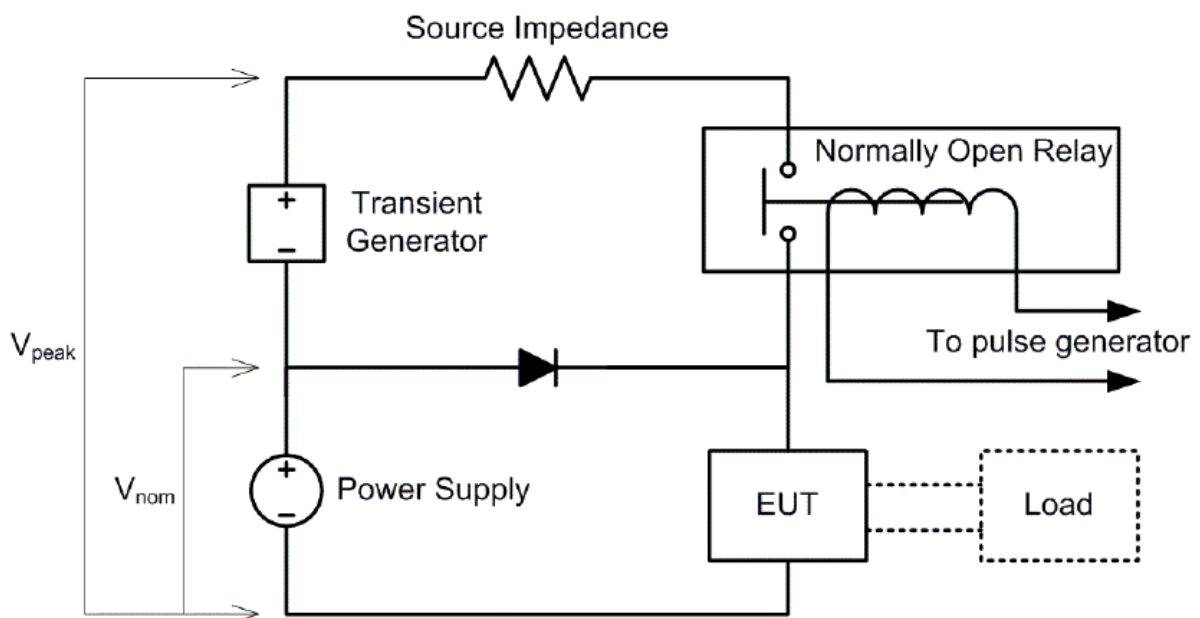 Source Impedance
Normally Open Relay
+
Transient
Generator
−
To pulse generator
V_peak
+
V_nom
Power Supply
−
EUT
Load